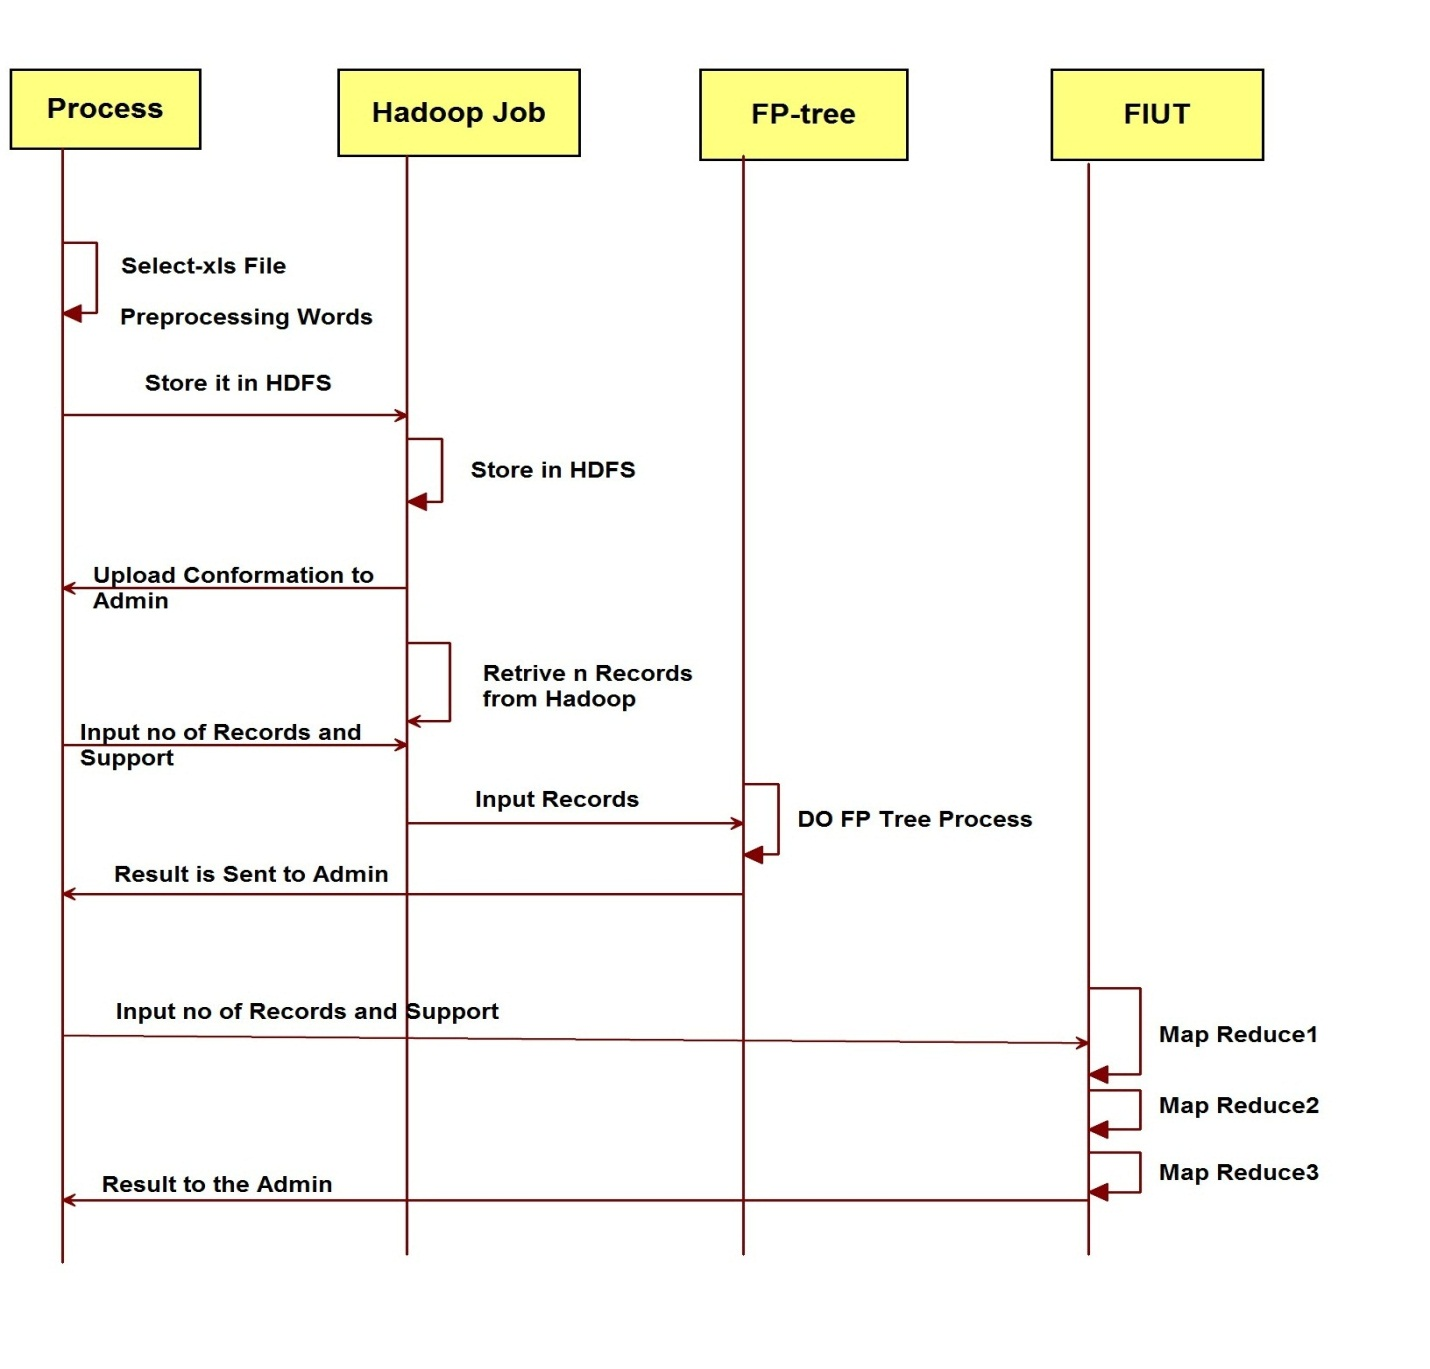 Process
Hadoop Job
FP-tree
FIUT
Select-xls File
Preprocessing Words
Store it in HDFS
Store in HDFS
Upload Conformation to
Admin
Retrive n Records
from Hadoop
Input no of Records and
Support
Input Records
DO FP Tree Process
Result is Sent to Admin
Input no of Records and Support
Map Reduce1
Map Reduce2
Map Reduce3
Result to the Admin